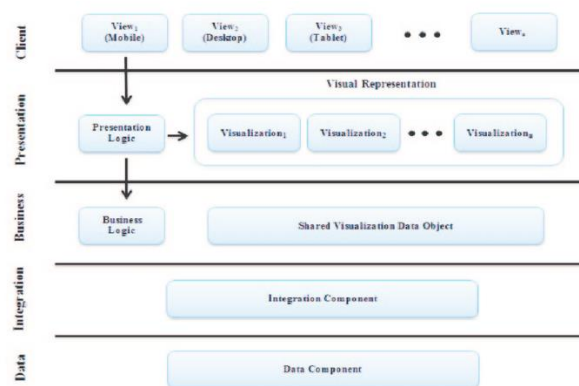 Client
View₁
(Mobile)
View₂
(Desktop)
View₃
(Tablet)
• • •
Viewₙ
Presentation
Visual Representation
Presentation
Logic
Visualization₁
Visualization₂
• • •
Visualizationₙ
Business
Business
Logic
Shared Visualization Data Object
Integration
Integration Component
Data
Data Component